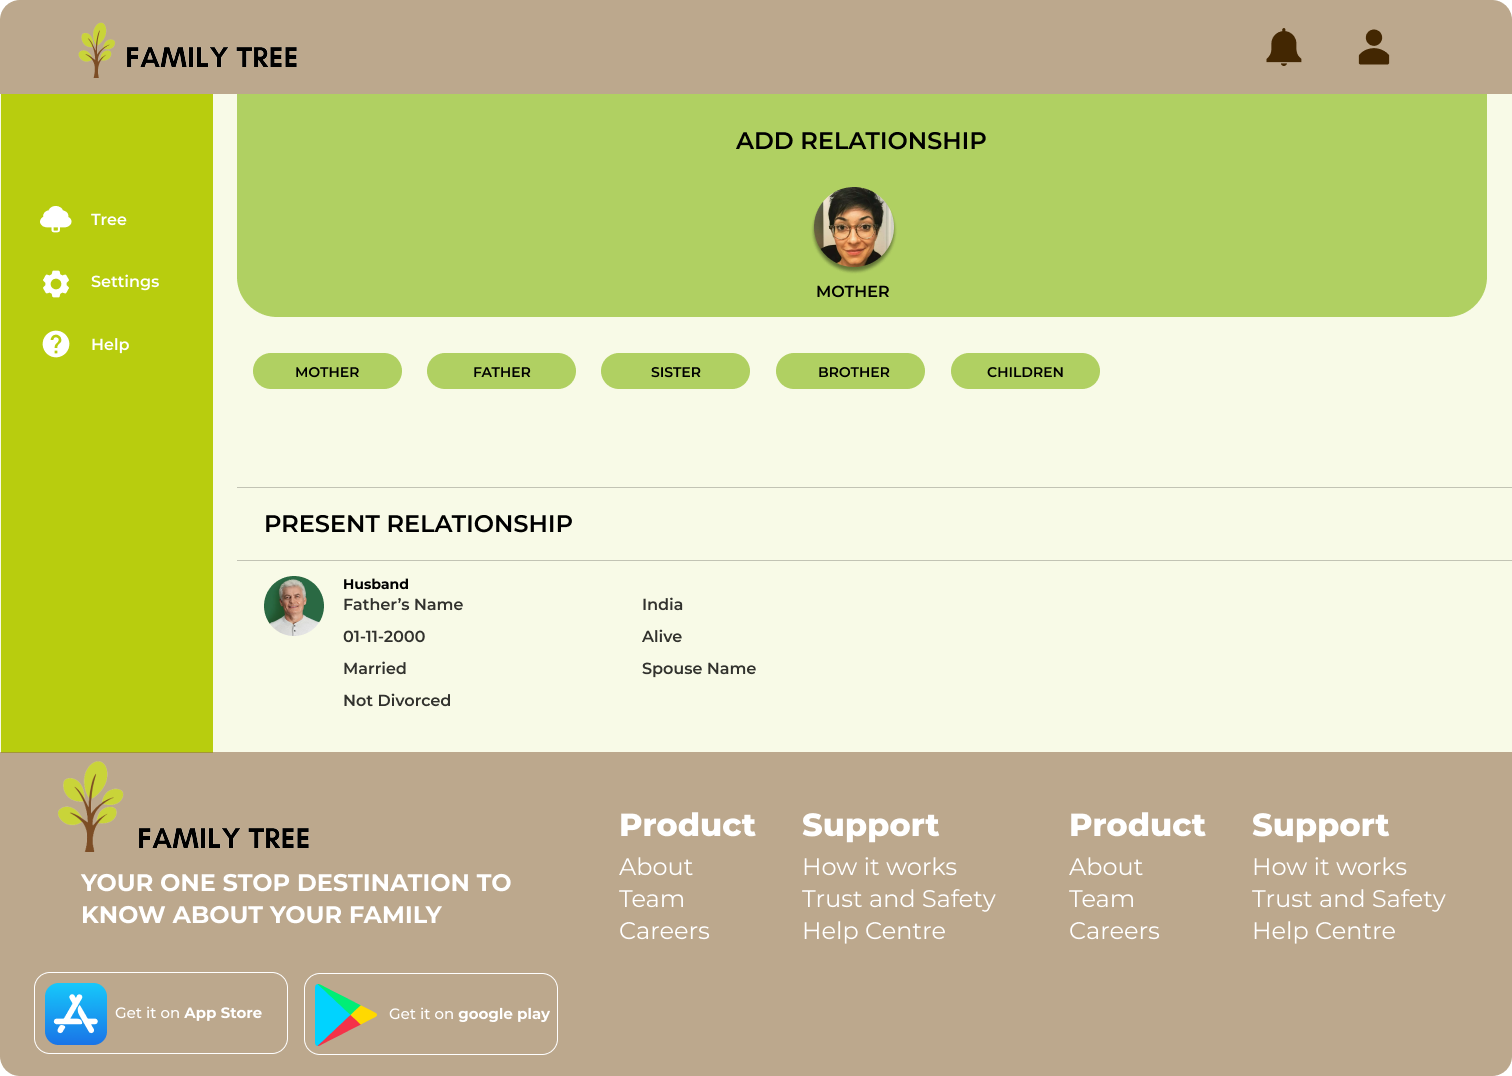 FAMILY TREE
Tree
Settings
Help
ADD RELATIONSHIP
MOTHER
MOTHER FATHER SISTER BROTHER CHILDREN
PRESENT RELATIONSHIP
Husband
Father’s Name India
01-11-2000 Alive
Married Spouse Name
Not Divorced
FAMILY TREE
YOUR ONE STOP DESTINATION TO
KNOW ABOUT YOUR FAMILY
Get it on App Store
Get it on google play
Product
About
Team
Careers
Support
How it works
Trust and Safety
Help Centre
Product
About
Team
Careers
Support
How it works
Trust and Safety
Help Centre